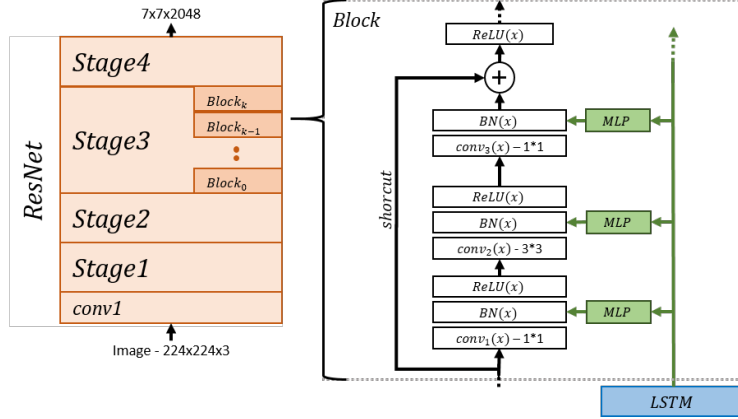 7x7x2048
ResNet
Stage4
Stage3
Block_k
Block_{k-1}
Block_0
Stage2
Stage1
conv1
Image - 224x224x3
Block
ReLU(x)
+
BN(x)
MLP
conv_3(x) - 1*1
shorcut
ReLU(x)
BN(x)
MLP
conv_2(x) - 3*3
ReLU(x)
BN(x)
MLP
conv_1(x) - 1*1
LSTM